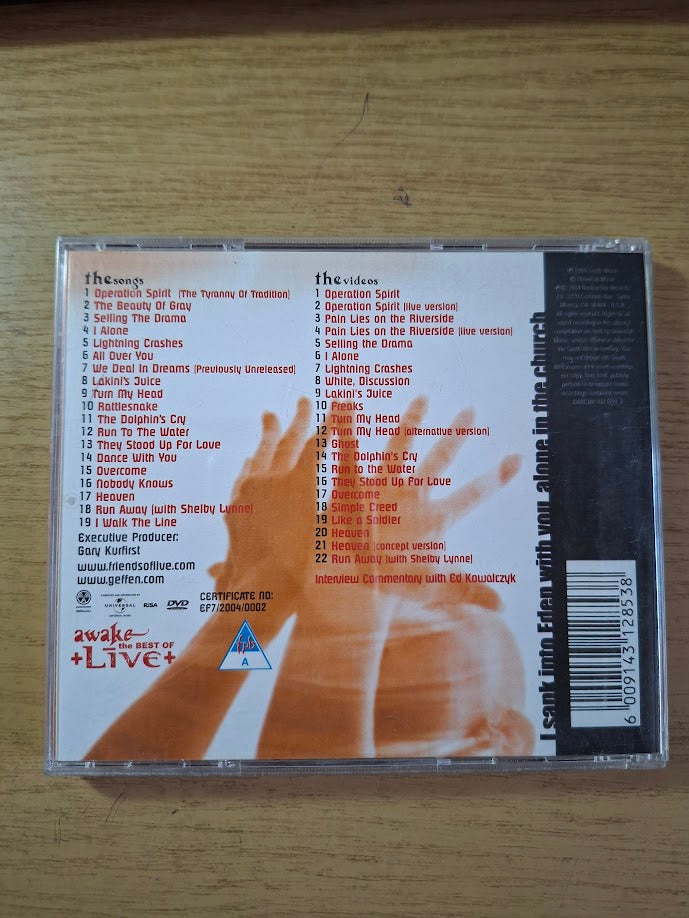 the songs
1 Operation Spirit (The Tyranny Of Tradition)
2 The Beauty Of Gray
3 Selling The Drama
4 I Alone
5 Lightning Crashes
6 All Over You
7 We Deal In Dreams (Previously Unreleased)
8 Lakini's Juice
9 Turn My Head
10 Rattlesnake
11 The Dolphin's Cry
12 Run To The Water
13 They Stood Up For Love
14 Dance With You
15 Overcome
16 Nobody Knows
17 Heaven
18 Run Away (with Shelby Lynne)
19 I Walk The Line
Executive Producer:
Gary Kurfirst
www.friendsoflive.com
www.geffen.com
UNIVERSAL
RiSA
DVD
CERTIFICATE NO:
EF7/2004/0002
fpb
A
awake
the BEST OF
+LIVE+
the videos
1 Operation Spirit
2 Operation Spirit (live version)
3 Pain Lies on the Riverside
4 Pain Lies on the Riverside (live version)
5 Selling the Drama
6 I Alone
7 Lightning Crashes
8 White, Discussion
9 Lakini's Juice
10 Freaks
11 Turn My Head
12 Turn My Head (alternative version)
13 Ghost
14 The Dolphin's Cry
15 Run to the Water
16 They Stood Up For Love
17 Overcome
18 Simple Creed
19 Like a Soldier
20 Heaven
21 Heaven (concept version)
22 Run Away (with Shelby Lynne)
Interview Commentary with Ed Kowalczyk
I sank into Eden with you alone in the church
6 009143 128538